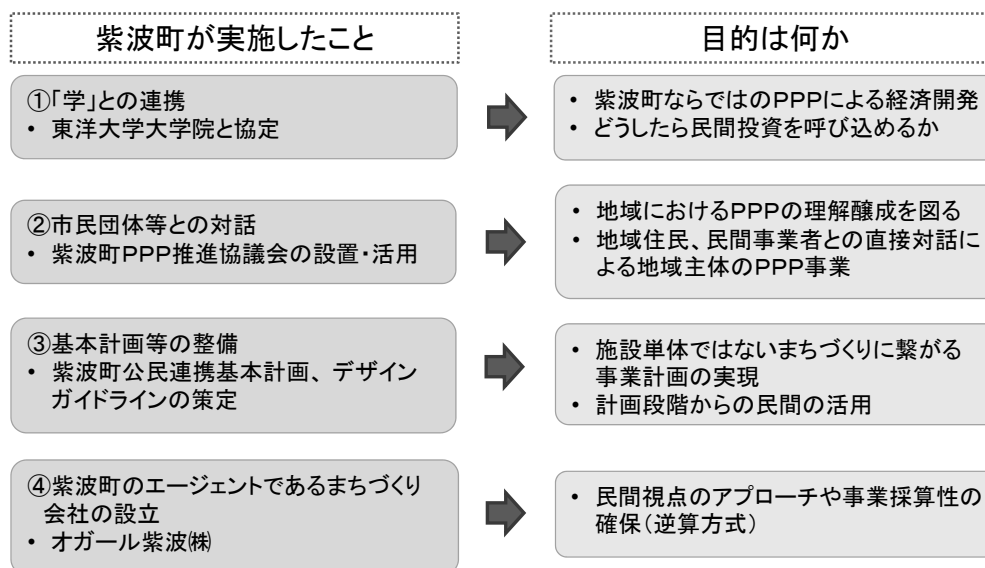 紫波町が実施したこと
目的は何か
①「学」との連携
• 東洋大学大学院と協定
• 紫波町ならではのPPPによる経済開発
• どうしたら民間投資を呼び込めるか
②市民団体等との対話
• 紫波町PPP推進協議会の設置・活用
• 地域におけるPPPの理解醸成を図る
• 地域住民、民間事業者との直接対話に
よる地域主体のPPP事業
③基本計画等の整備
• 紫波町公民連携基本計画、デザイン
ガイドラインの策定
• 施設単体ではないまちづくりに繋がる
事業計画の実現
• 計画段階からの民間の活用
④紫波町のエージェントであるまちづくり
会社の設立
• オガール紫波㈱
• 民間視点のアプローチや事業採算性の
確保（逆算方式）